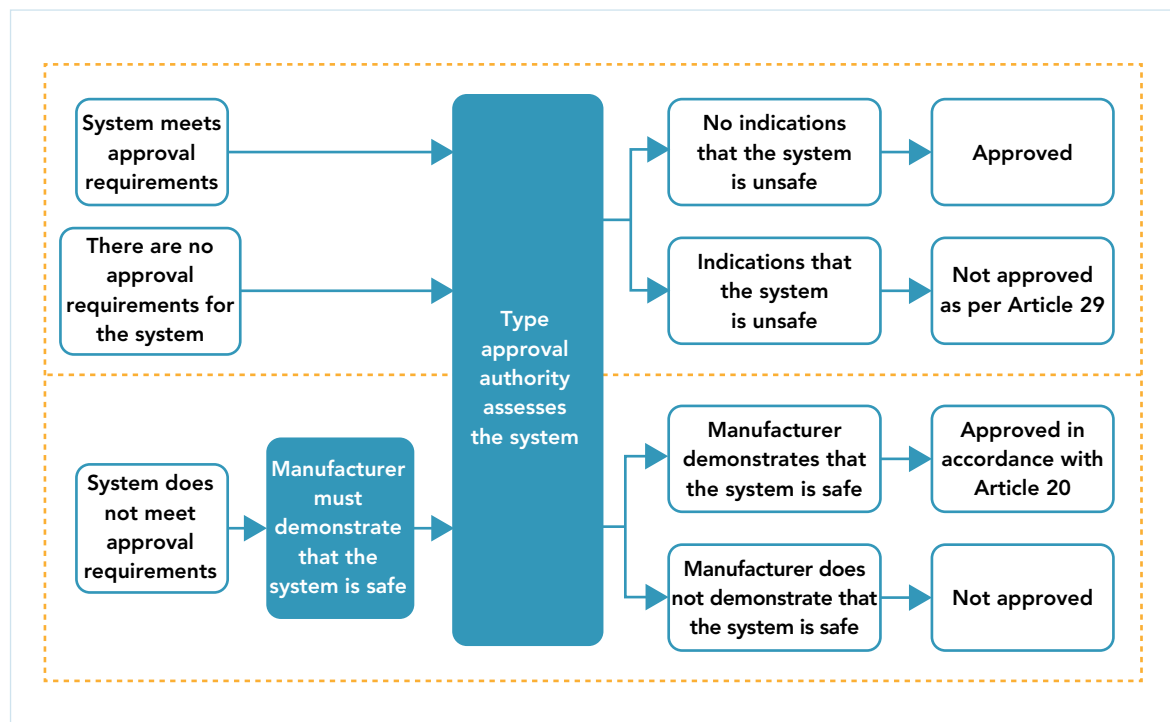 System meets
approval
requirements
There are no
approval
requirements for
the system
Type
approval
authority
assesses
the system
No indications
that the system
is unsafe
Approved
Indications that
the system
is unsafe
Not approved
as per Article 29
System does
not meet
approval
requirements
Manufacturer
must
demonstrate
that the
system is safe
Manufacturer
demonstrates that
the system is safe
Approved in
accordance with
Article 20
Manufacturer does
not demonstrate that
the system is safe
Not approved